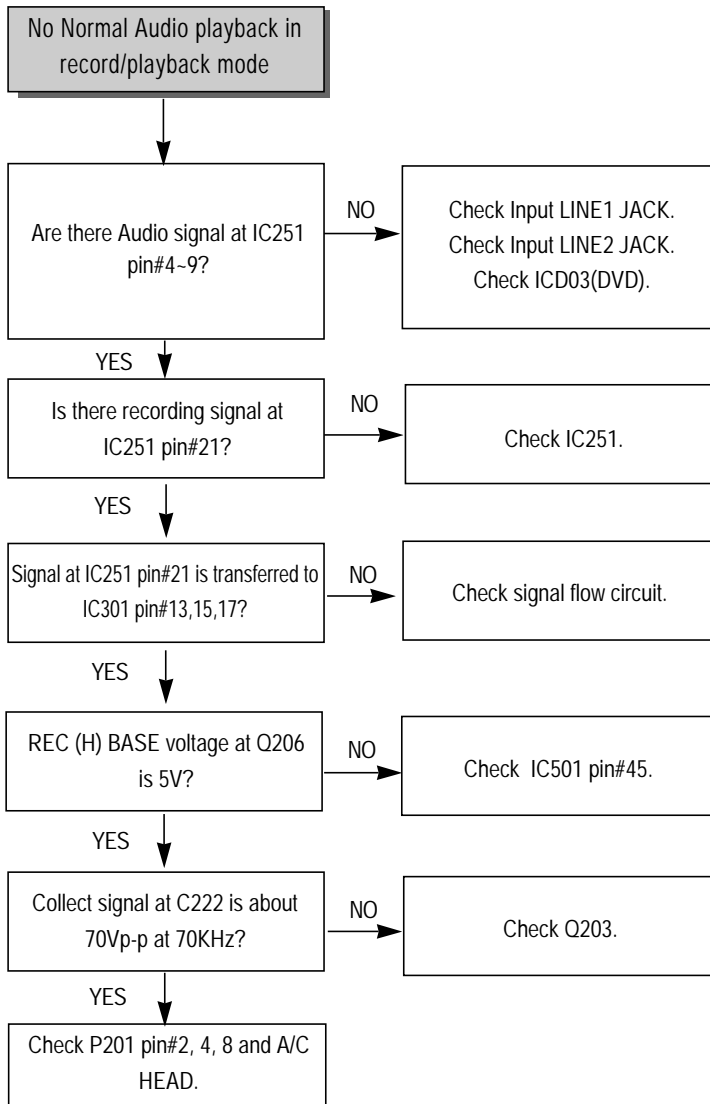 No Normal Audio playback in
record/playback mode
Are there Audio signal at IC251
pin#4~9?
NO
Check Input LINE1 JACK.
Check Input LINE2 JACK.
Check ICD03(DVD).
YES
Is there recording signal at
IC251 pin#21?
NO
Check IC251.
YES
Signal at IC251 pin#21 is transferred to
IC301 pin#13,15,17?
NO
Check signal flow circuit.
YES
REC (H) BASE voltage at Q206
is 5V?
NO
Check IC501 pin#45.
YES
Collect signal at C222 is about
70Vp-p at 70KHz?
NO
Check Q203.
YES
Check P201 pin#2, 4, 8 and A/C
HEAD.